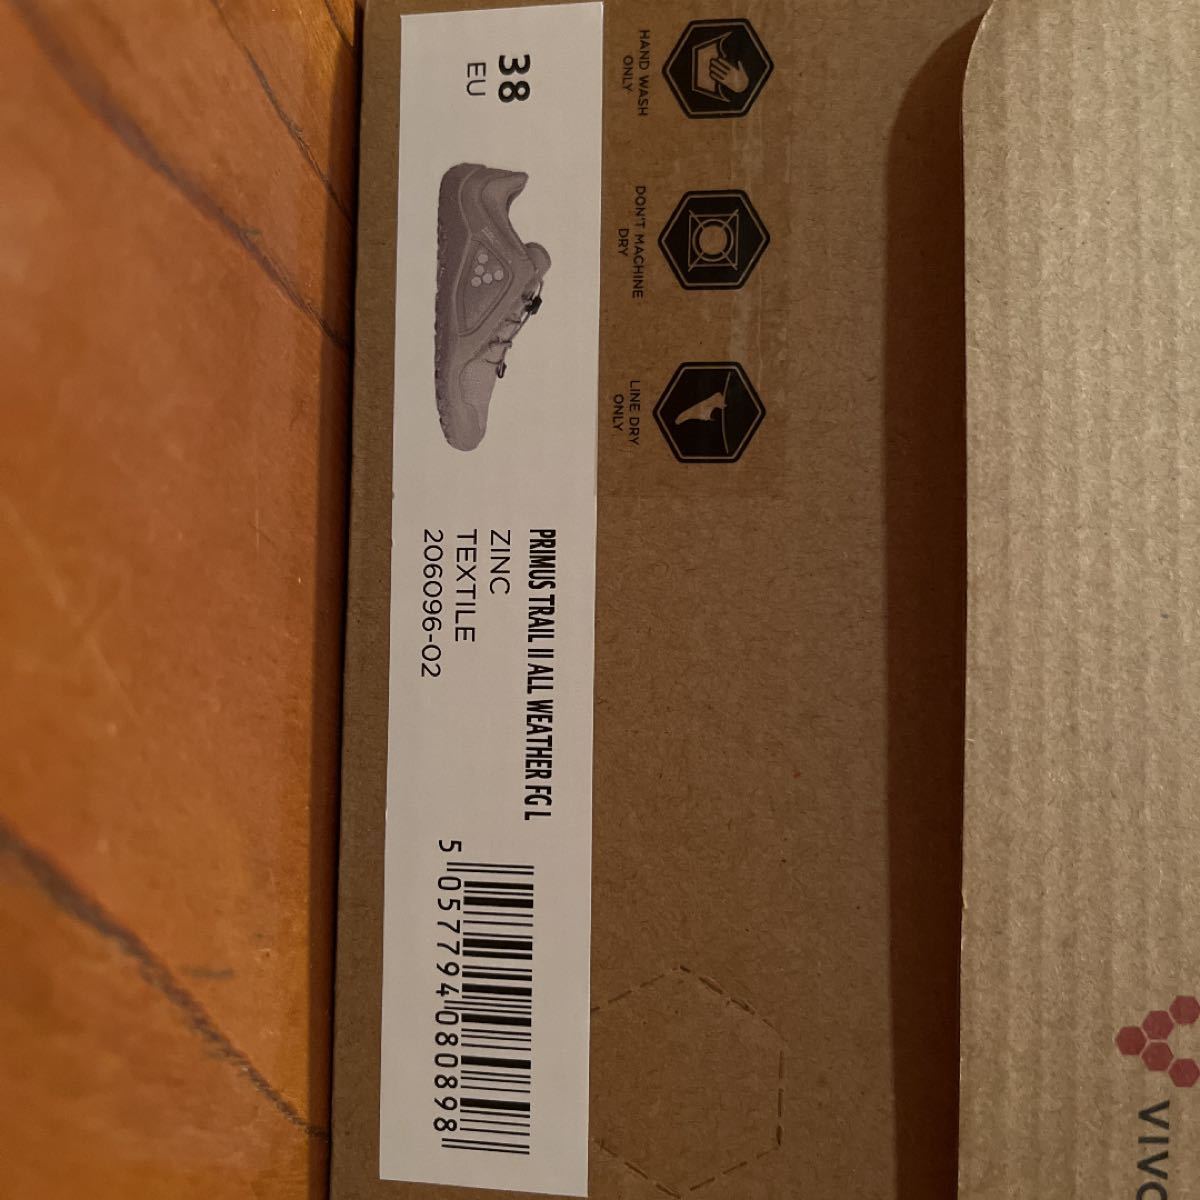 38
EU
PRIMUS TRAIL II ALL WEATHER FG L
ZINC
TEXTILE
206096-02
5 057794 080898
HAND WASH
ONLY
DON'T MACHINE
DRY
LINE DRY
ONLY